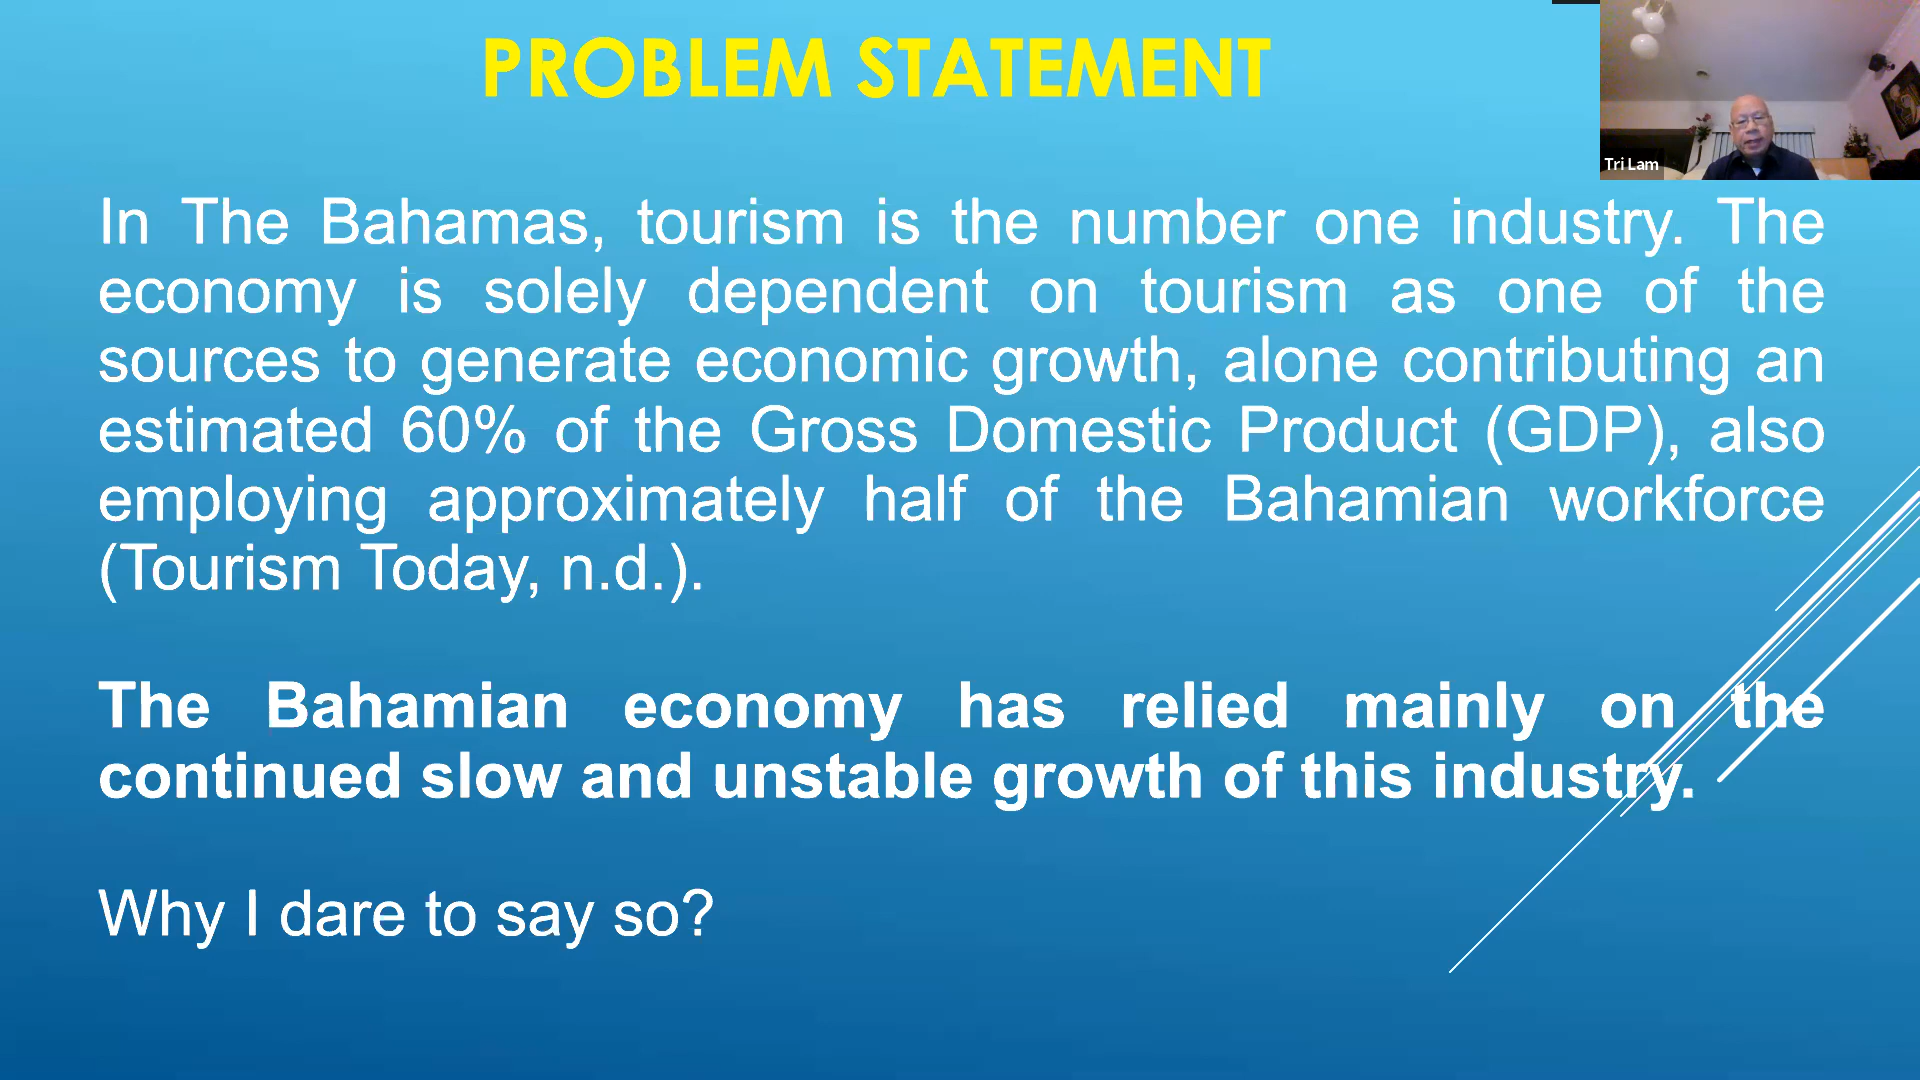 PROBLEM STATEMENT
Tri Lam
In The Bahamas, tourism is the number one industry. The
economy is solely dependent on tourism as one of the
sources to generate economic growth, alone contributing an
estimated 60% of the Gross Domestic Product (GDP), also
employing approximately half of the Bahamian workforce
(Tourism Today, n.d.).
The Bahamian economy has relied mainly on the
continued slow and unstable growth of this industry.
Why I dare to say so?